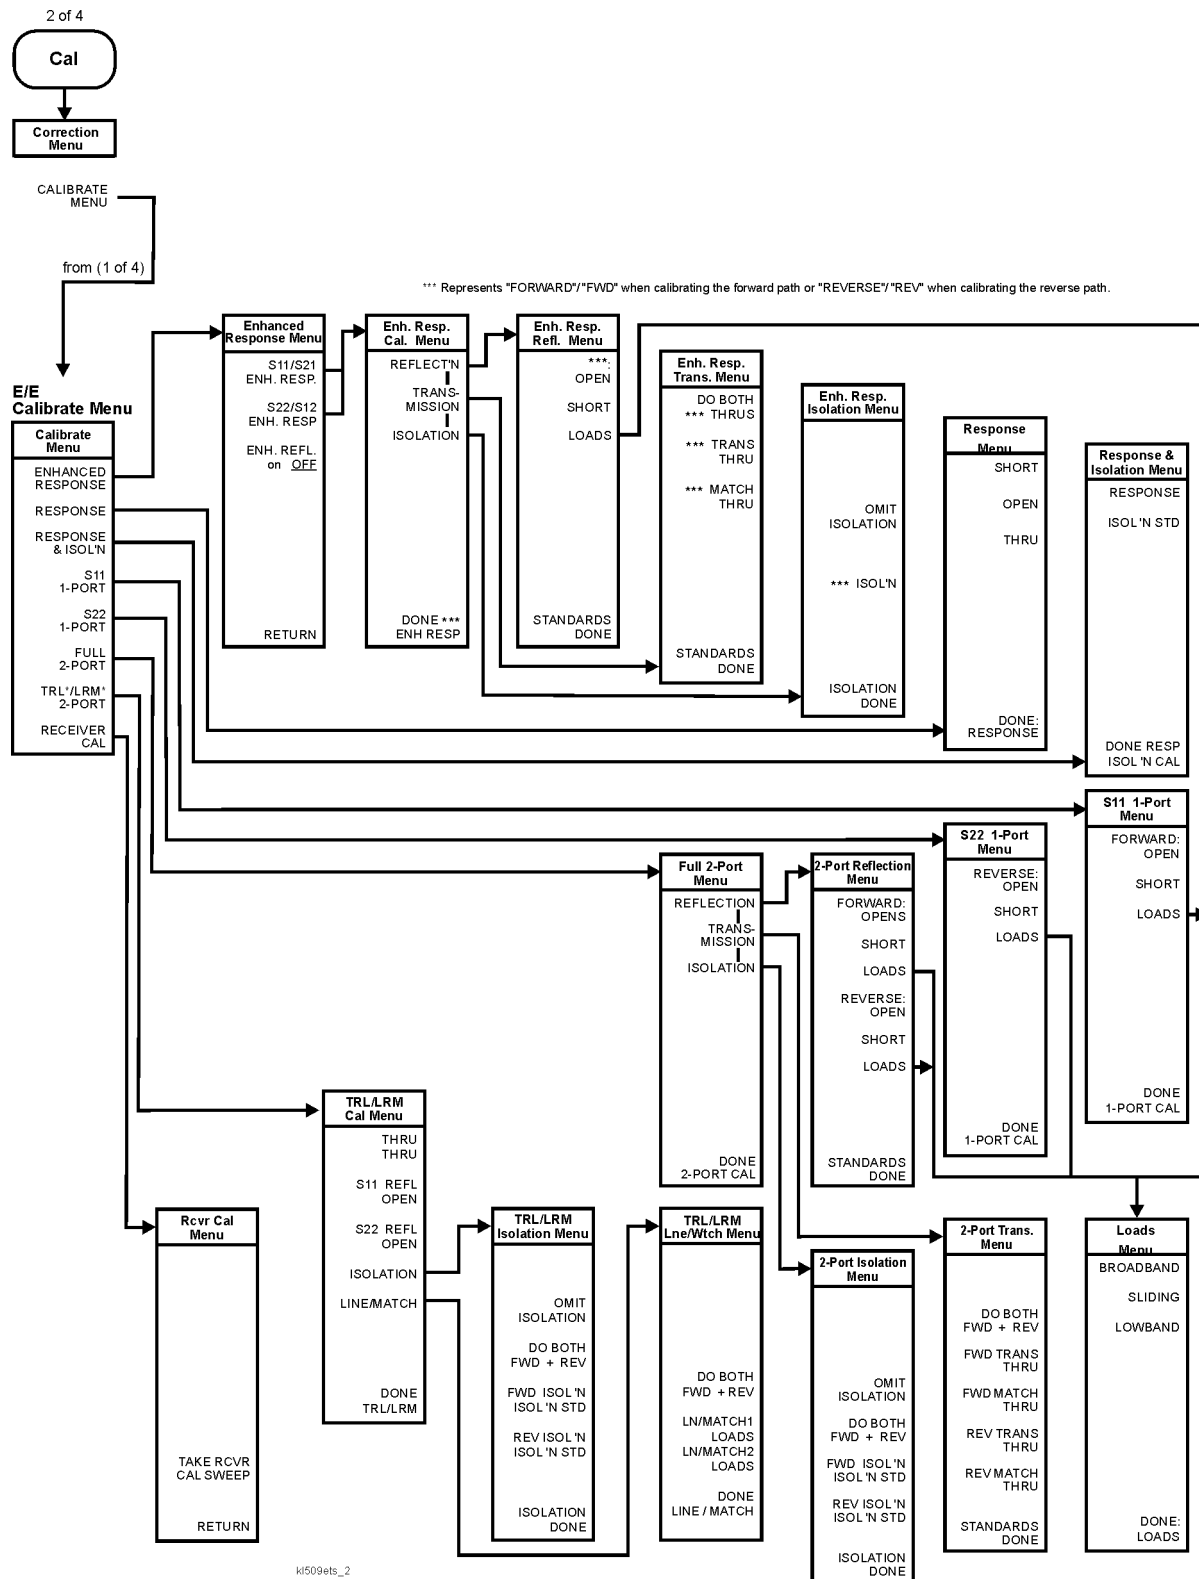 2 of 4
Cal
Correction
Menu
CALIBRATE
MENU
from (1 of 4)
*** Represents "FORWARD"/"FWD" when calibrating the forward path or "REVERSE"/"REV" when calibrating the reverse path.
E/E
Calibrate Menu
Calibrate
Menu
ENHANCED
RESPONSE
RESPONSE
RESPONSE
& ISOL'N
S11
1-PORT
S22
1-PORT
FULL
2-PORT
TRL*/LRM*
2-PORT
RECEIVER
CAL
Enhanced
Response Menu
S11/S21
ENH. RESP.
S22/S12
ENH. RESP
ENH. REFL.
on OFF
RETURN
Enh. Resp.
Cal. Menu
REFLECT'N
TRANS-
MISSION
ISOLATION
DONE ***
ENH RESP
Enh. Resp.
Refl. Menu
***:
OPEN
SHORT
LOADS
STANDARDS
DONE
Enh. Resp.
Trans. Menu
DO BOTH
*** THRUS
*** TRANS
THRU
*** MATCH
THRU
STANDARDS
DONE
Enh. Resp.
Isolation Menu
OMIT
ISOLATION
*** ISOL'N
ISOLATION
DONE
Response
Menu
SHORT
OPEN
THRU
DONE:
RESPONSE
Response &
Isolation Menu
RESPONSE
ISOL'N STD
DONE RESP
ISOL'N CAL
S11 1-Port
Menu
FORWARD:
OPEN
SHORT
LOADS
DONE
1-PORT CAL
S22 1-Port
Menu
REVERSE:
OPEN
SHORT
LOADS
DONE
1-PORT CAL
Full 2-Port
Menu
REFLECTION
TRANS-
MISSION
ISOLATION
DONE
2-PORT CAL
2-Port Reflection
Menu
FORWARD:
OPENS
SHORT
LOADS
REVERSE:
OPEN
SHORT
LOADS
STANDARDS
DONE
TRL/LRM
Cal Menu
THRU
THRU
S11 REFL
OPEN
S22 REFL
OPEN
ISOLATION
LINE/MATCH
DONE
TRL/LRM
Rcvr Cal
Menu
TAKE RCVR
CAL SWEEP
RETURN
TRL/LRM
Isolation Menu
OMIT
ISOLATION
DO BOTH
FWD + REV
FWD ISOL'N
ISOL'N STD
REV ISOL'N
ISOL'N STD
ISOLATION
DONE
TRL/LRM
Lne/Wtch Menu
DO BOTH
FWD + REV
LN/MATCH1
LOADS
LN/MATCH2
LOADS
DONE
LINE / MATCH
2-Port Isolation
Menu
OMIT
ISOLATION
DO BOTH
FWD + REV
FWD ISOL'N
ISOL'N STD
REV ISOL'N
ISOL'N STD
ISOLATION
DONE
2-Port Trans.
Menu
DO BOTH
FWD + REV
FWD TRANS
THRU
FWD MATCH
THRU
REV TRANS
THRU
REV MATCH
THRU
STANDARDS
DONE
Loads
Menu
BROADBAND
SLIDING
LOWBAND
DONE:
LOADS
kl509ets_2